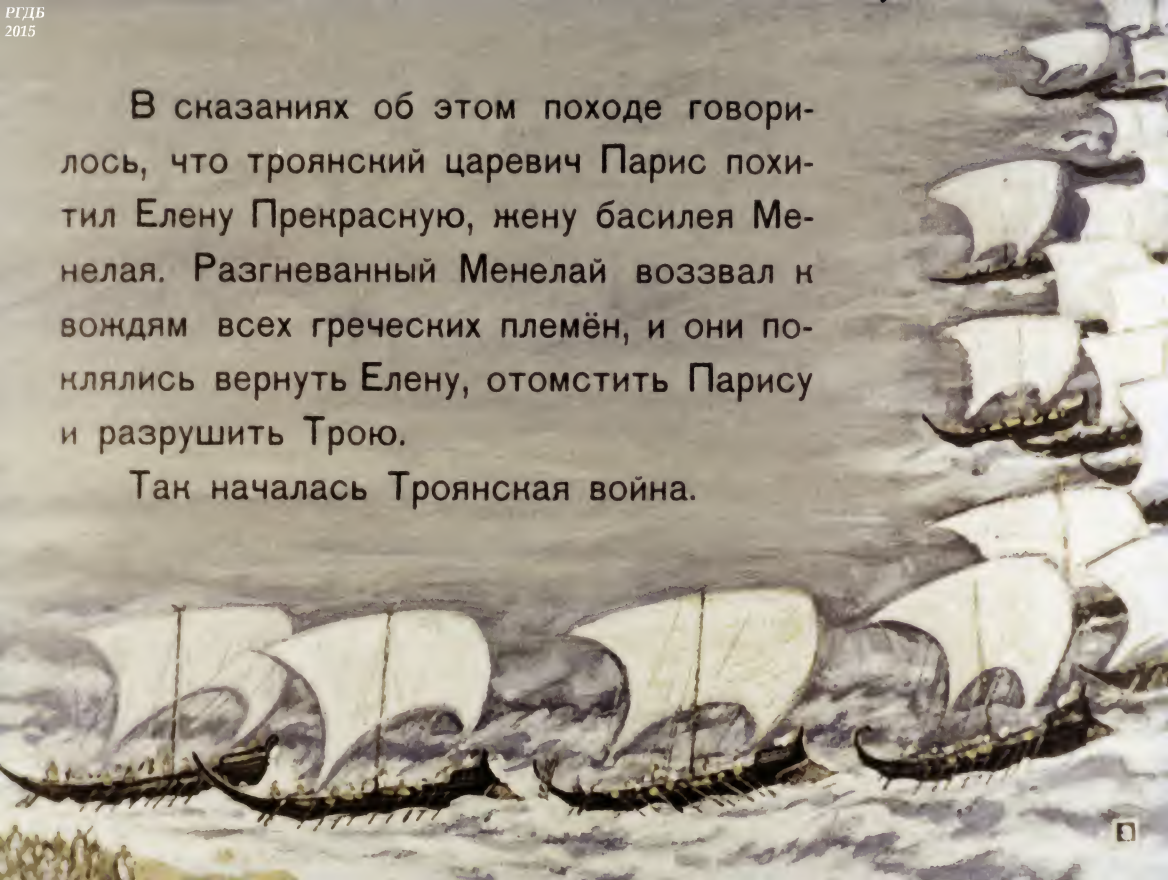 РГДБ
2015
В сказаниях об этом походе говори-
лось, что троянский царевич Парис похи-
тил Елену Прекрасную, жену басилея Ме-
нелая. Разгневанный Менелай воззвал к
вождям всех греческих племён, и они по-
клялись вернуть Елену, отомстить Парису
и разрушить Трою.
Так началась Троянская война.